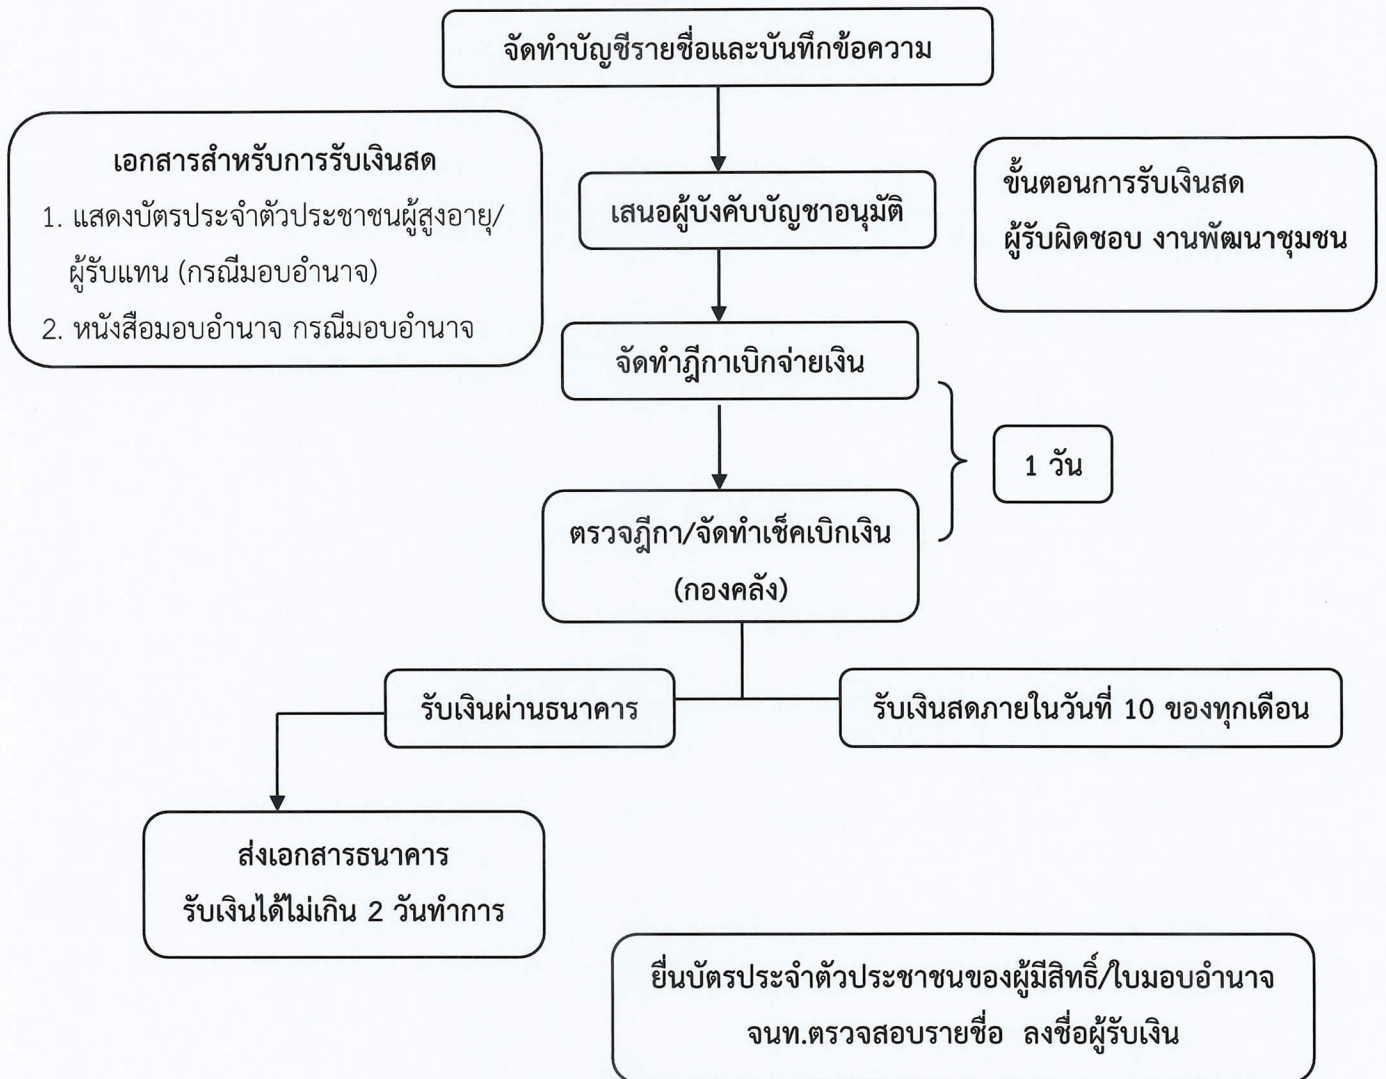 จัดทำบัญชีรายชื่อและบันทึกข้อความ
เอกสารสำหรับการรับเงินสด
1. แสดงบัตรประจำตัวประชาชนผู้สูงอายุ/
ผู้รับแทน (กรณีมอบอำนาจ)
2. หนังสือมอบอำนาจ กรณีมอบอำนาจ
เสนอผู้บังคับบัญชาอนุมัติ
ขั้นตอนการรับเงินสด
ผู้รับผิดชอบ งานพัฒนาชุมชน
จัดทำฎีกาเบิกจ่ายเงิน
1 วัน
ตรวจฎีกา/จัดทำเช็คเบิกเงิน
(กองคลัง)
รับเงินผ่านธนาคาร
รับเงินสดภายในวันที่ 10 ของทุกเดือน
ส่งเอกสารธนาคาร
รับเงินได้ไม่เกิน 2 วันทำการ
ยื่นบัตรประจำตัวประชาชนของผู้มีสิทธิ์/ใบมอบอำนาจ
จนท.ตรวจสอบรายชื่อ ลงชื่อผู้รับเงิน